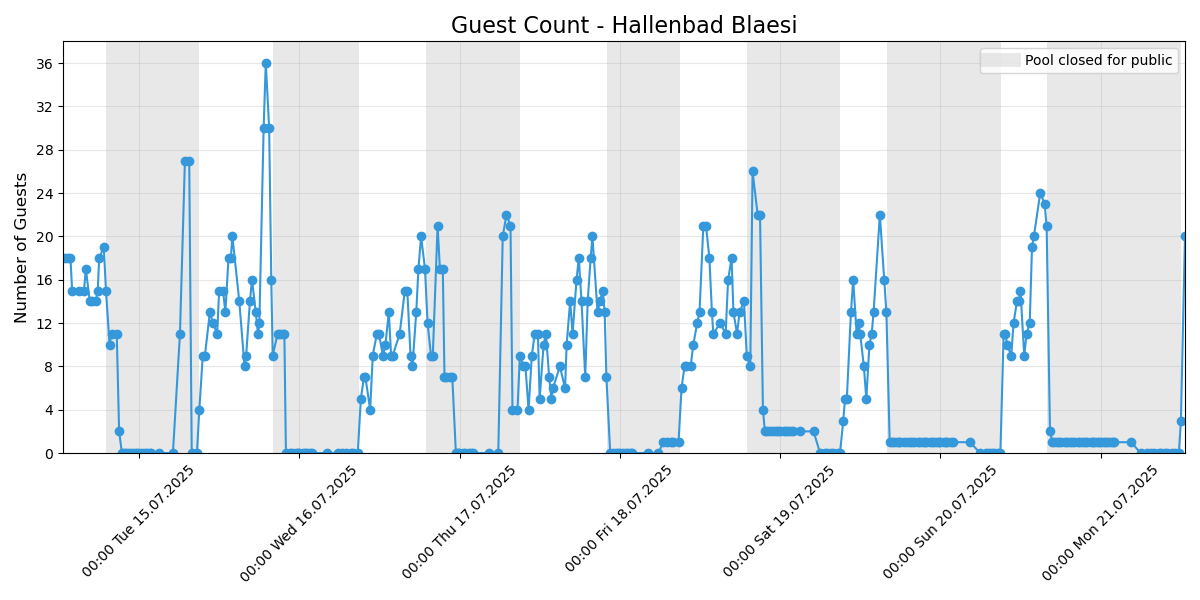 Guest Count - Hallenbad Blaesi
Pool closed for public
Number of Guests
36
32
28
24
20
16
12
8
4
0
00:00 Tue 15.07.2025
00:00 Wed 16.07.2025
00:00 Thu 17.07.2025
00:00 Fri 18.07.2025
00:00 Sat 19.07.2025
00:00 Sun 20.07.2025
00:00 Mon 21.07.2025